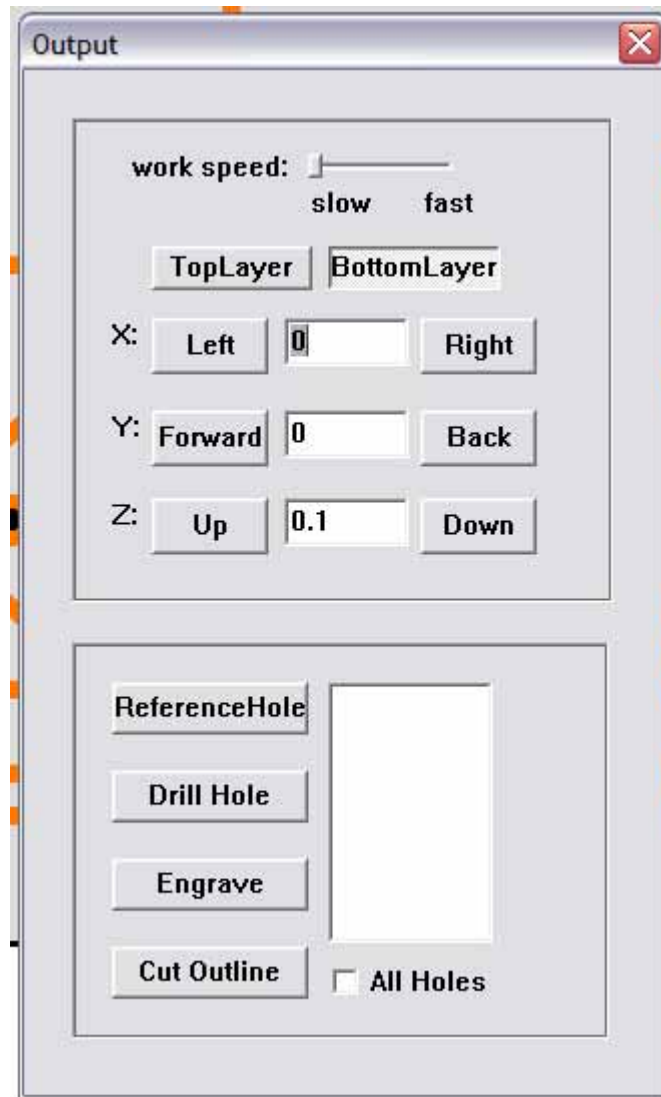 Output
work speed:
slow fast
TopLayer BottomLayer
X: Left 0 Right
Y: Forward 0 Back
Z: Up 0.1 Down
ReferenceHole
Drill Hole
Engrave
Cut Outline
All Holes